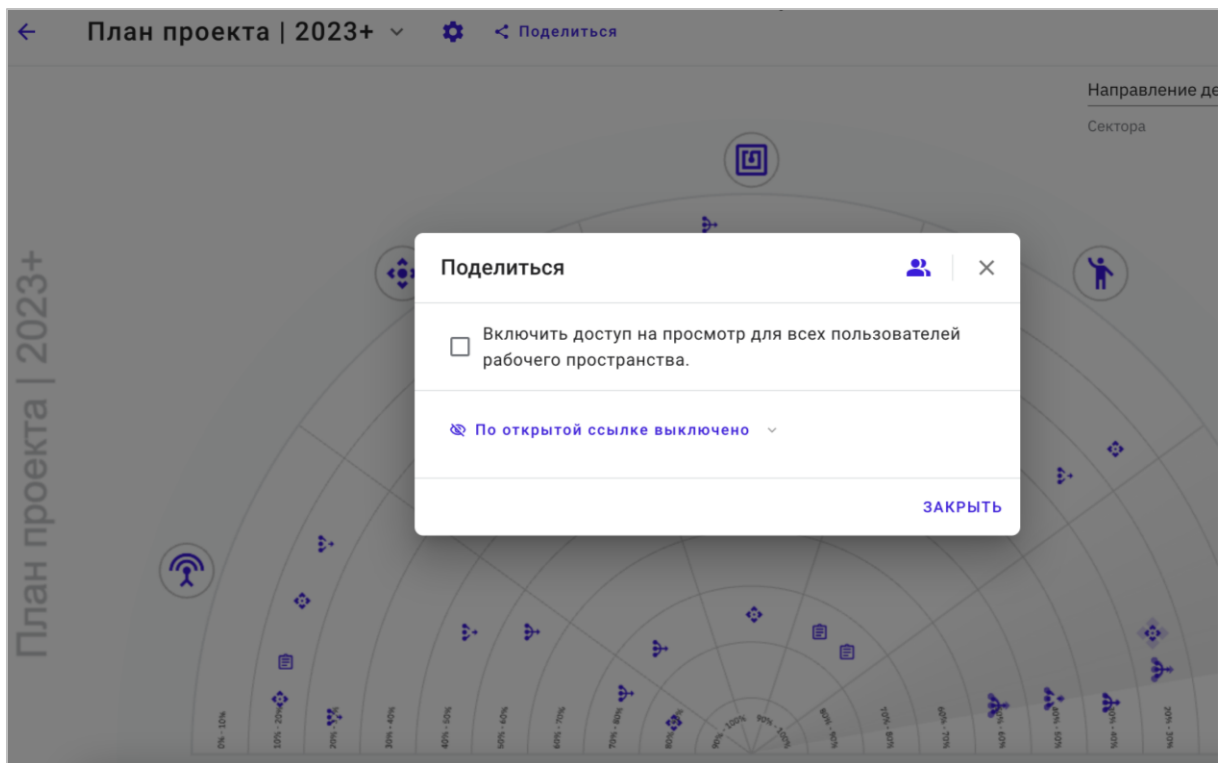 План проекта | 2023+
Поделиться
Направление де
Сектора
План проекта | 2023+
Поделиться
Включить доступ на просмотр для всех пользователей
рабочего пространства.
По открытой ссылке выключено
ЗАКРЫТЬ
0% - 10%
10% - 20%
30% - 40%
40% - 50%
50% - 60%
60% - 70%
70% - 80%
90% - 100%
90% - 100%
80% - 90%
70% - 80%
60% - 70%
20% - 30%